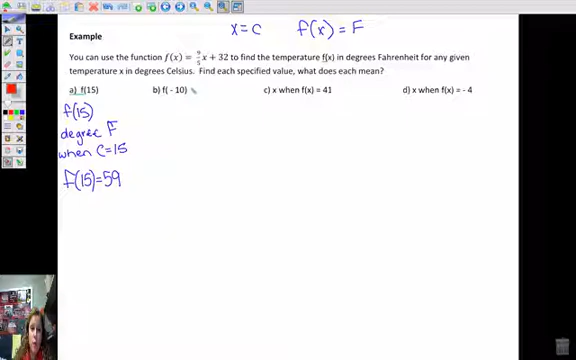 x=C f(x) = F
Example
You can use the function f(x) = 9/5 x + 32 to find the temperature f(x) in degrees Fahrenheit for any given
temperature x in degrees Celsius. Find each specified value, what does each mean?
a) f(15) b) f( - 10) c) x when f(x) = 41 d) x when f(x) = - 4
f(15)
degree F
when C=15
f(15)=59